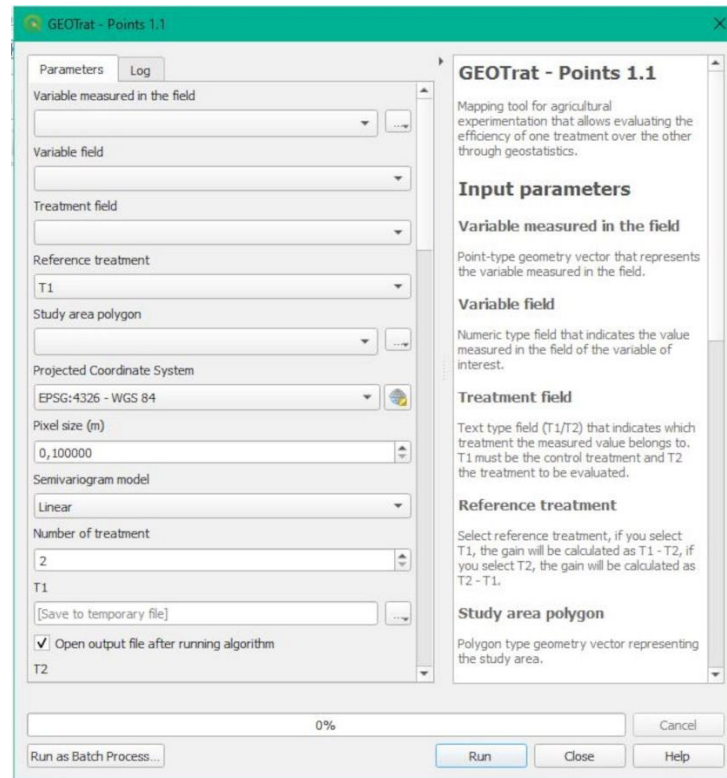 GEOTrat - Points 1.1
Parameters
Log
Variable measured in the field
Variable field
Treatment field
Reference treatment
T1
Study area polygon
Projected Coordinate System
EPSG:4326 - WGS 84
Pixel size (m)
0,100000
Semivariogram model
Linear
Number of treatment
2
T1
[Save to temporary file]
Open output file after running algorithm
T2
GEOTrat - Points 1.1
Mapping tool for agricultural
experimentation that allows evaluating the
efficiency of one treatment over the other
through geostatistics.
Input parameters
Variable measured in the field
Point-type geometry vector that represents
the variable measured in the field.
Variable field
Numeric type field that indicates the value
measured in the field of the variable of
interest.
Treatment field
Text type field (T1/T2) that indicates which
treatment the measured value belongs to.
T1 must be the control treatment and T2
the treatment to be evaluated.
Reference treatment
Select reference treatment, if you select
T1, the gain will be calculated as T1 - T2, if
you select T2, the gain will be calculated as
T2 - T1.
Study area polygon
Polygon type geometry vector representing
the study area.
0%
Cancel
Run as Batch Process...
Run
Close
Help